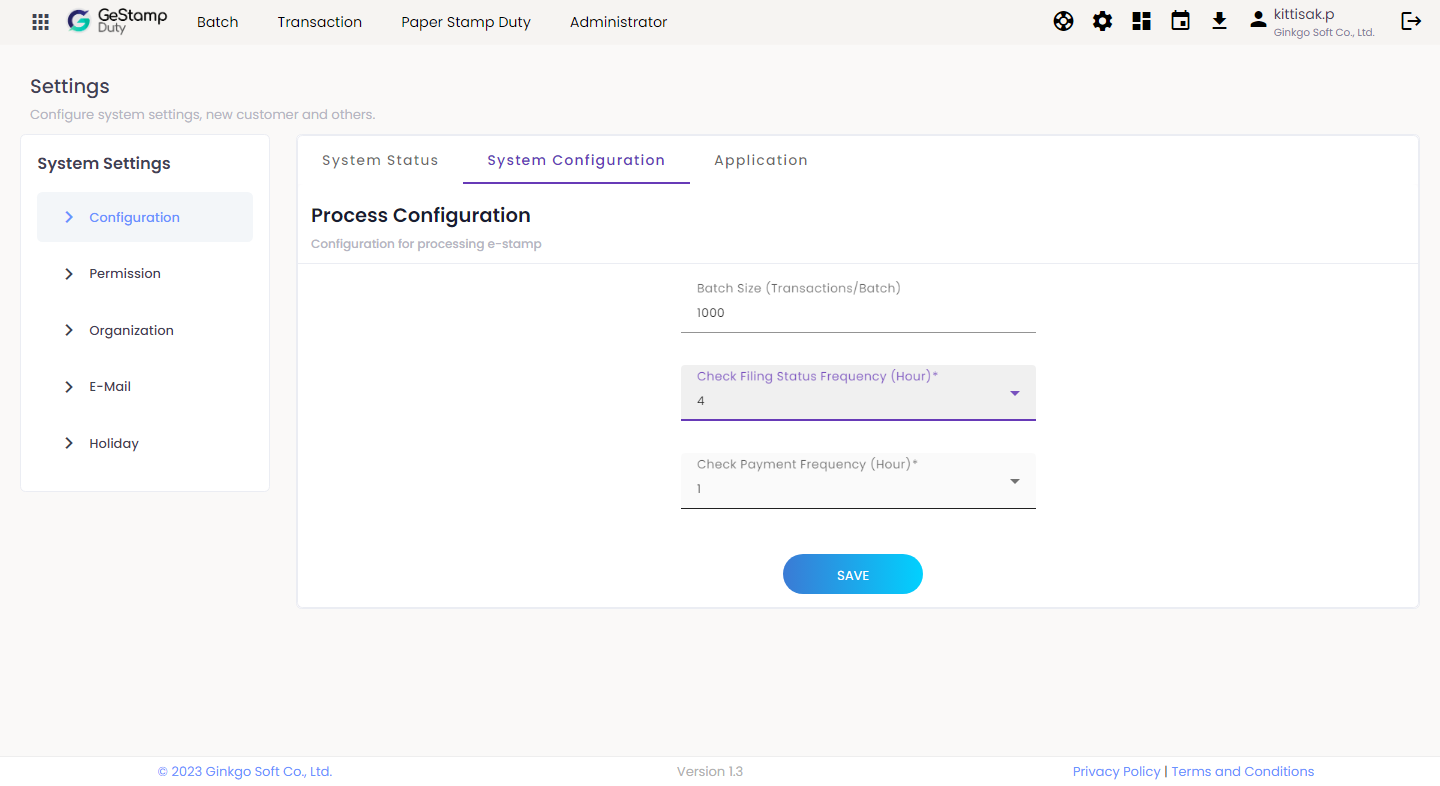 GeStamp
Duty
Batch
Transaction
Paper Stamp Duty
Administrator
kittisak.p
Ginkgo Soft Co., Ltd.
Settings
Configure system settings, new customer and others.
System Settings
Configuration
Permission
Organization
E-Mail
Holiday
System Status
System Configuration
Application
Process Configuration
Configuration for processing e-stamp
Batch Size (Transactions/Batch)
1000
Check Filing Status Frequency (Hour)*
4
Check Payment Frequency (Hour)*
1
SAVE
© 2023 Ginkgo Soft Co., Ltd.
Version 1.3
Privacy Policy | Terms and Conditions